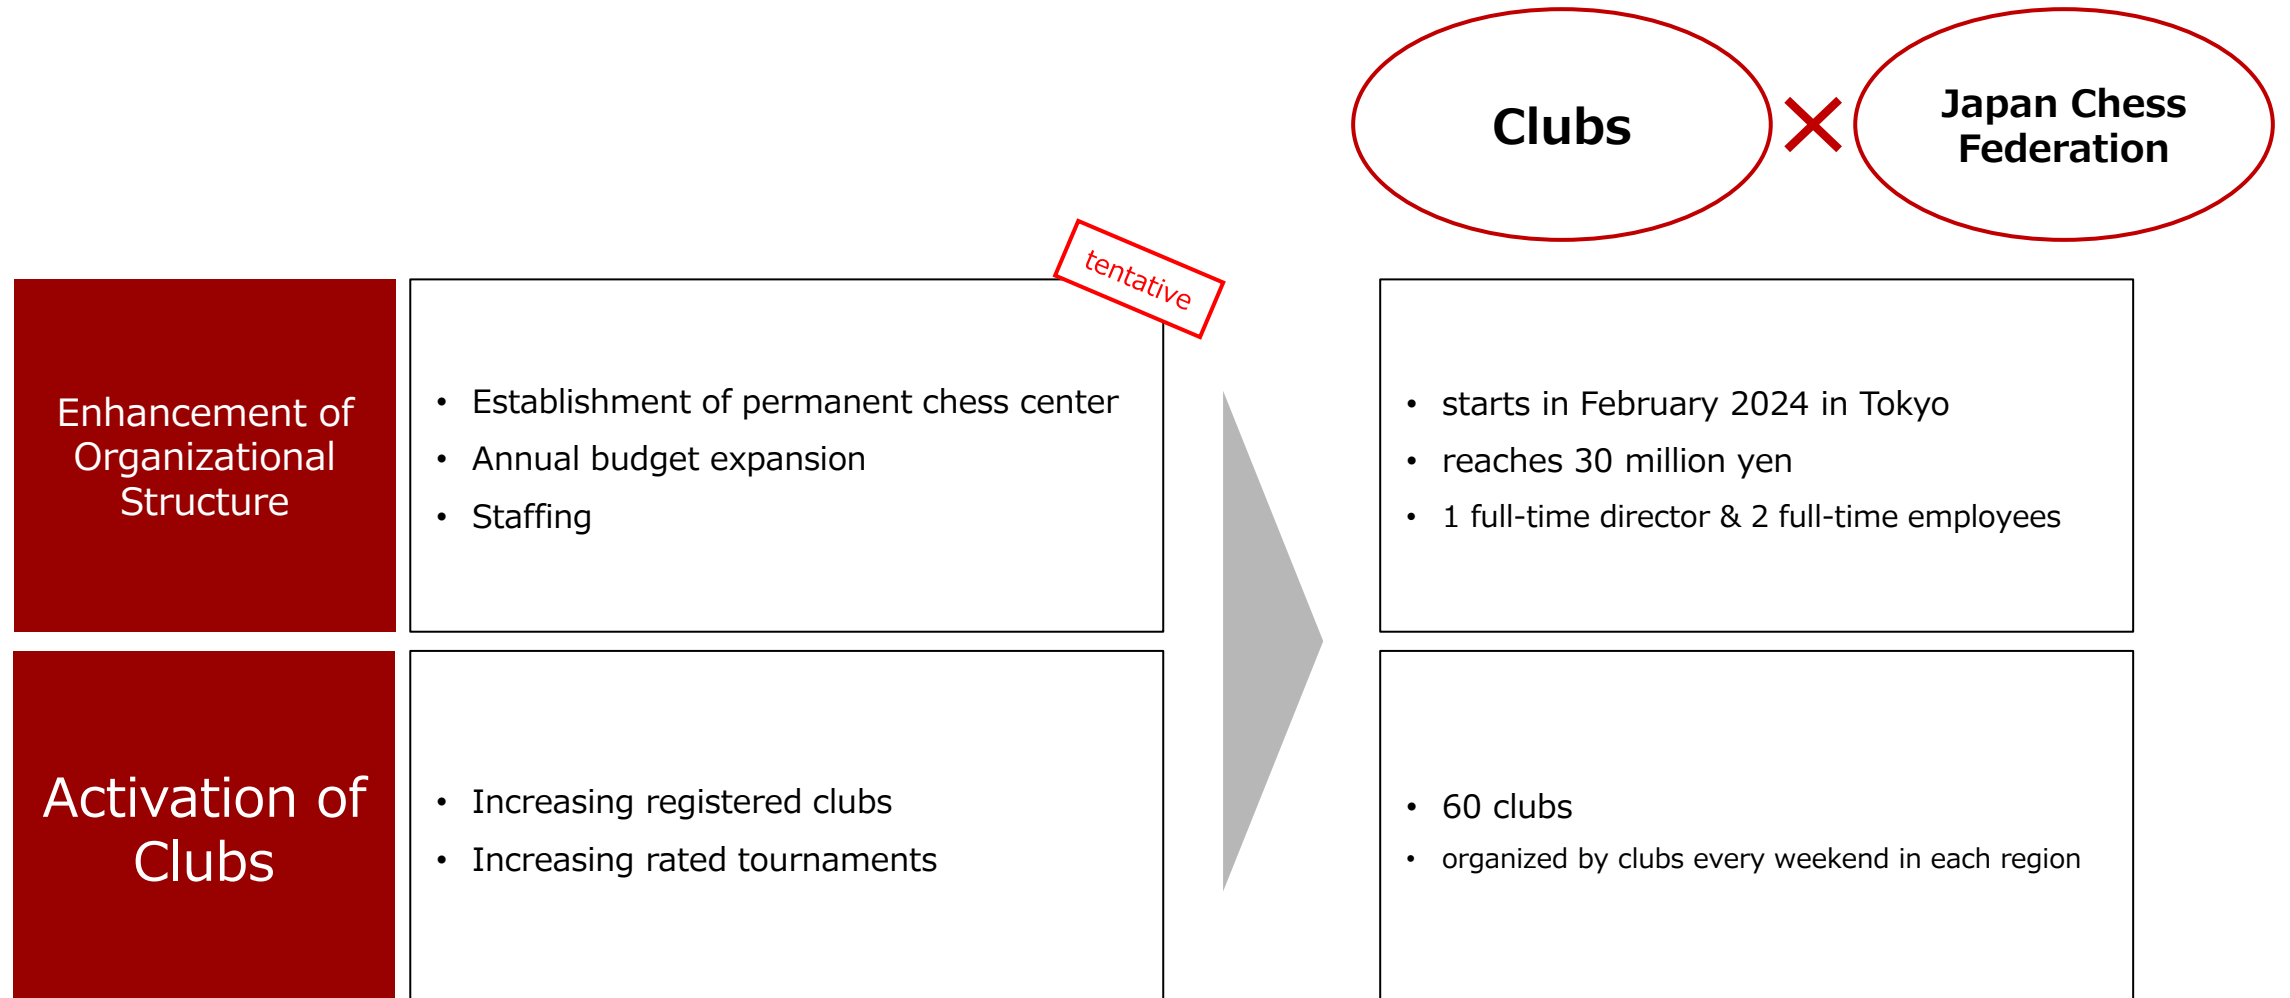 Clubs
Japan Chess
Federation
tentative
Enhancement of
Organizational
Structure
• Establishment of permanent chess center
• Annual budget expansion
• Staffing
• starts in February 2024 in Tokyo
• reaches 30 million yen
• 1 full-time director & 2 full-time employees
Activation of
Clubs
• Increasing registered clubs
• Increasing rated tournaments
• 60 clubs
• organized by clubs every weekend in each region